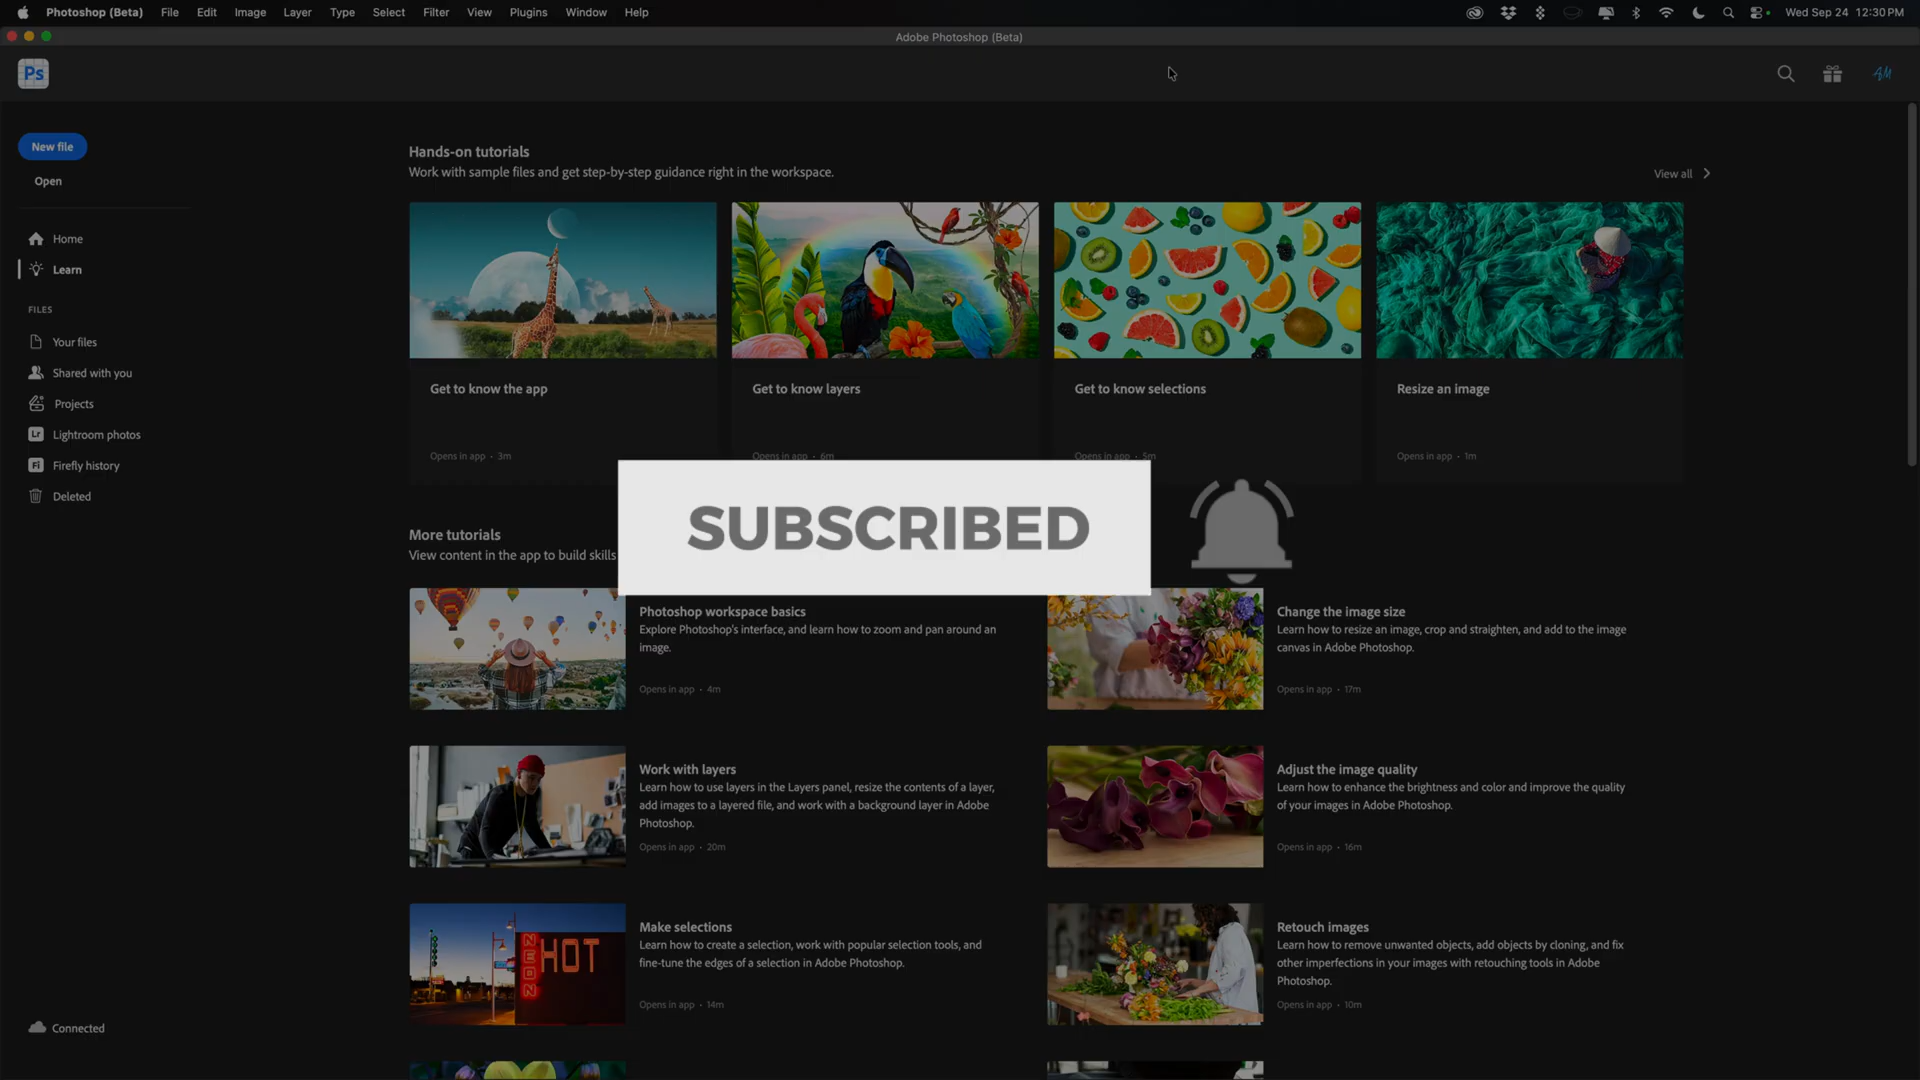 Photoshop (Beta) File Edit Image Layer Type Select Filter View Plugins Window Help Wed Sep 24 12:30 PM
Adobe Photoshop (Beta)
Ps
New file
Open
Home
Learn
FILES
Your files
Shared with you
Projects
Lr Lightroom photos
Fi Firefly history
Deleted
Connected
Hands-on tutorials
Work with sample files and get step-by-step guidance right in the workspace.
View all
Get to know the app
Opens in app • 3m
Get to know layers
Opens in app • 6m
Get to know selections
Opens in app • 5m
Resize an image
Opens in app • 1m
SUBSCRIBED
More tutorials
View content in the app to build skills
Photoshop workspace basics
Explore Photoshop's interface, and learn how to zoom and pan around an
image.
Opens in app • 4m
Change the image size
Learn how to resize an image, crop and straighten, and add to the image
canvas in Adobe Photoshop.
Opens in app • 17m
Work with layers
Learn how to use layers in the Layers panel, resize the contents of a layer,
add images to a layered file, and work with a background layer in Adobe
Photoshop.
Opens in app • 20m
Adjust the image quality
Learn how to enhance the brightness and color and improve the quality
of your images in Adobe Photoshop.
Opens in app • 16m
NEON
HOT
Make selections
Learn how to create a selection, work with popular selection tools, and
fine-tune the edges of a selection in Adobe Photoshop.
Opens in app • 14m
Retouch images
Learn how to remove unwanted objects, add objects by cloning, and fix
other imperfections in your images with retouching tools in Adobe
Photoshop.
Opens in app • 10m